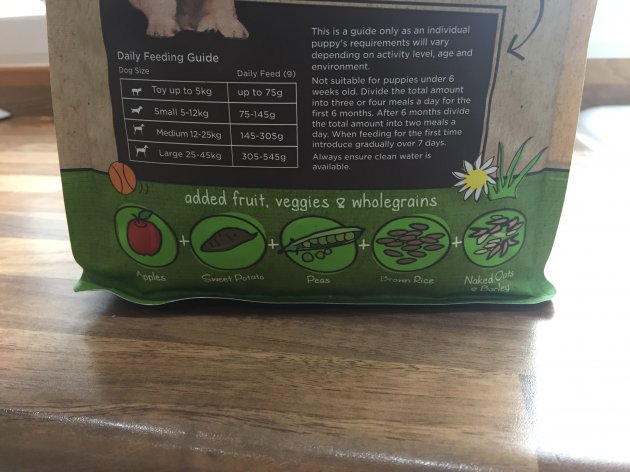 Daily Feeding Guide
Dog Size Daily Feed (g)
Toy up to 5kg up to 75g
Small 5-12kg 75-145g
Medium 12-25kg 145-305g
Large 25-45kg 305-545g
This is a guide only as an individual
puppy's requirements will vary
depending on activity level, age and
environment.
Not suitable for puppies under 6
weeks old. Divide the total amount
into three or four meals a day for the
first 6 months. After 6 months divide
the total amount into two meals a
day. When feeding for the first time
introduce gradually over 7 days.
Always ensure clean water is
available.
added fruit, veggies & wholegrains
Apples + Sweet Potato + Peas + Brown Rice + Naked Oats
& Barley